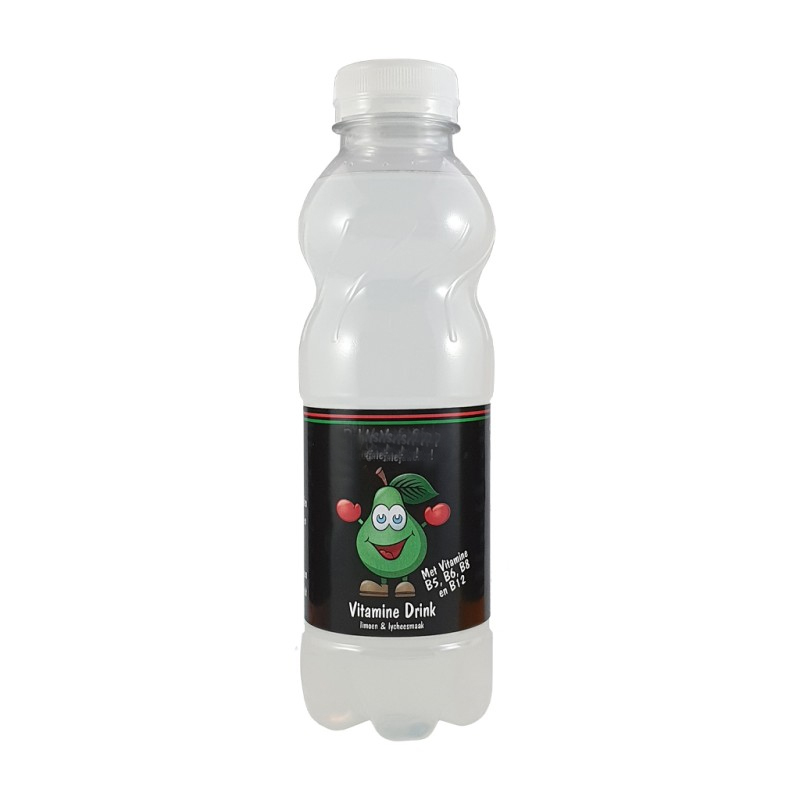 Met Vitamine
B5, B6, B8
en B12
Vitamine Drink
limoen & lycheesmaak